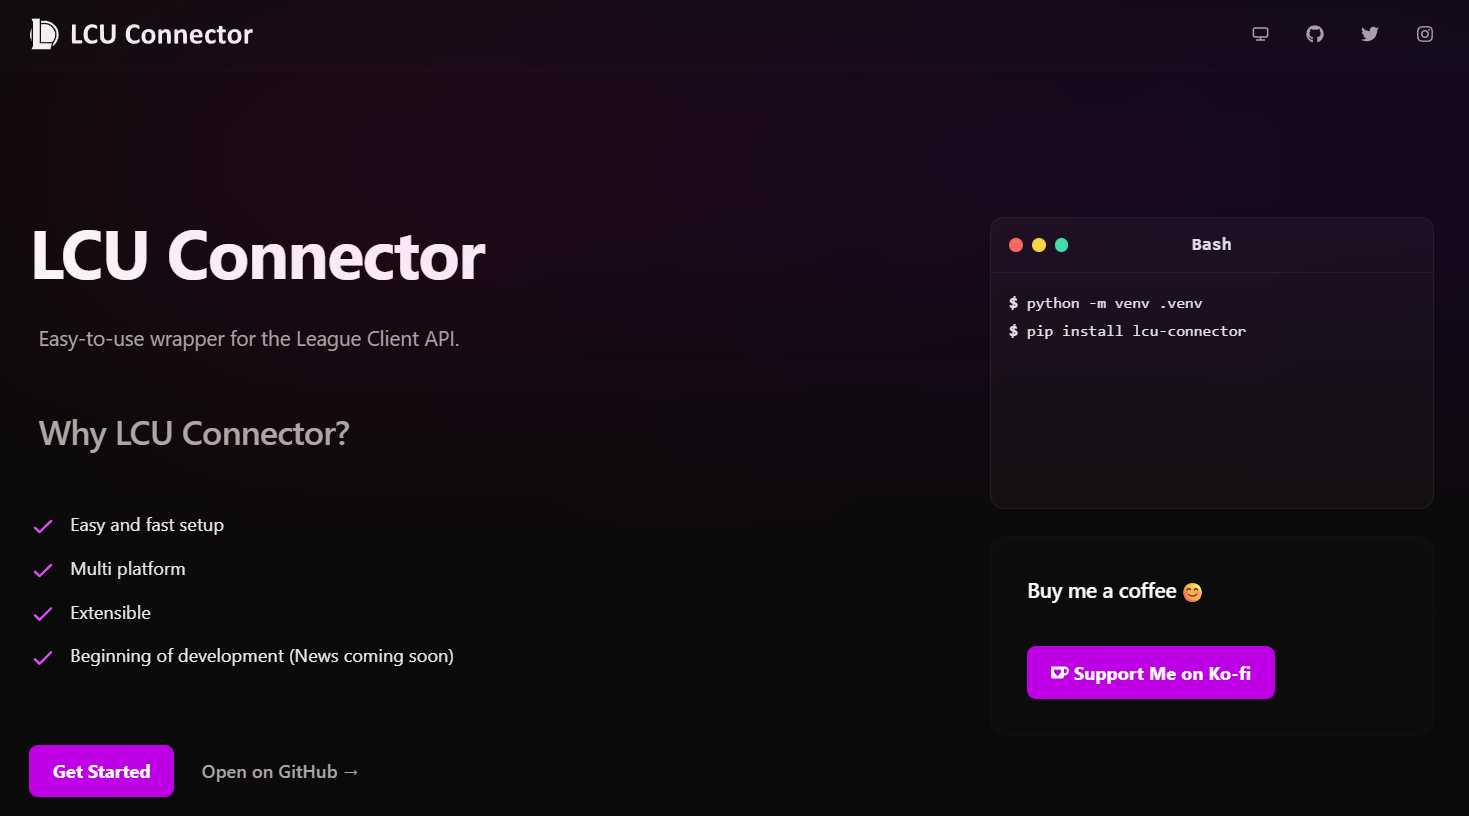 LCU Connector
LCU Connector
Easy-to-use wrapper for the League Client API.
Why LCU Connector?
Easy and fast setup
Multi platform
Extensible
Beginning of development (News coming soon)
Get Started
Open on GitHub →
Bash
$ python -m venv .venv
$ pip install lcu-connector
Buy me a coffee 😊
Support Me on Ko-fi